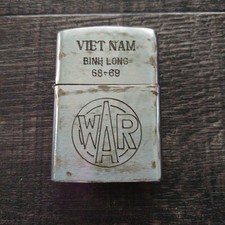 VIET NAM
BINH LONG
68-69
WAR